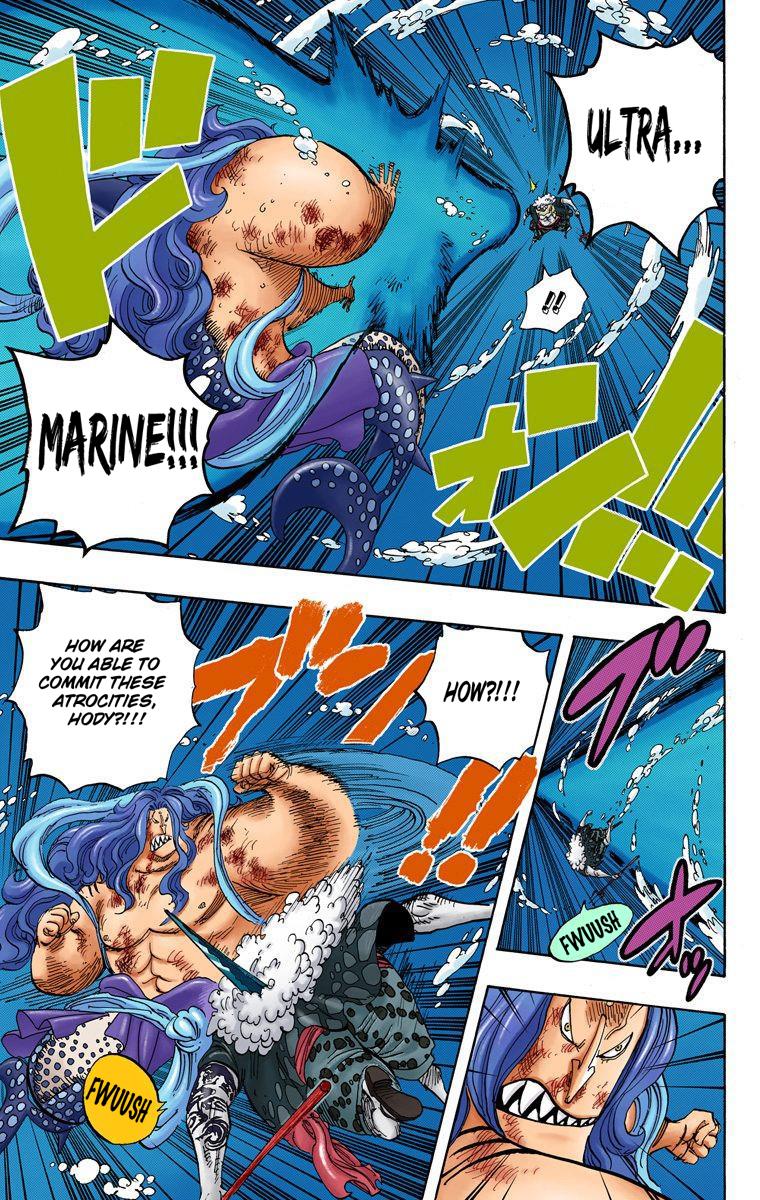 ULTRA...
!!
MARINE!!!
ド
オン!!!
ブ
オッ
FWUUSH
HOW?!!!
ブン!!
HOW ARE
YOU ABLE TO
COMMIT THESE
ATROCITIES,
HODY?!!!
FWUUSH